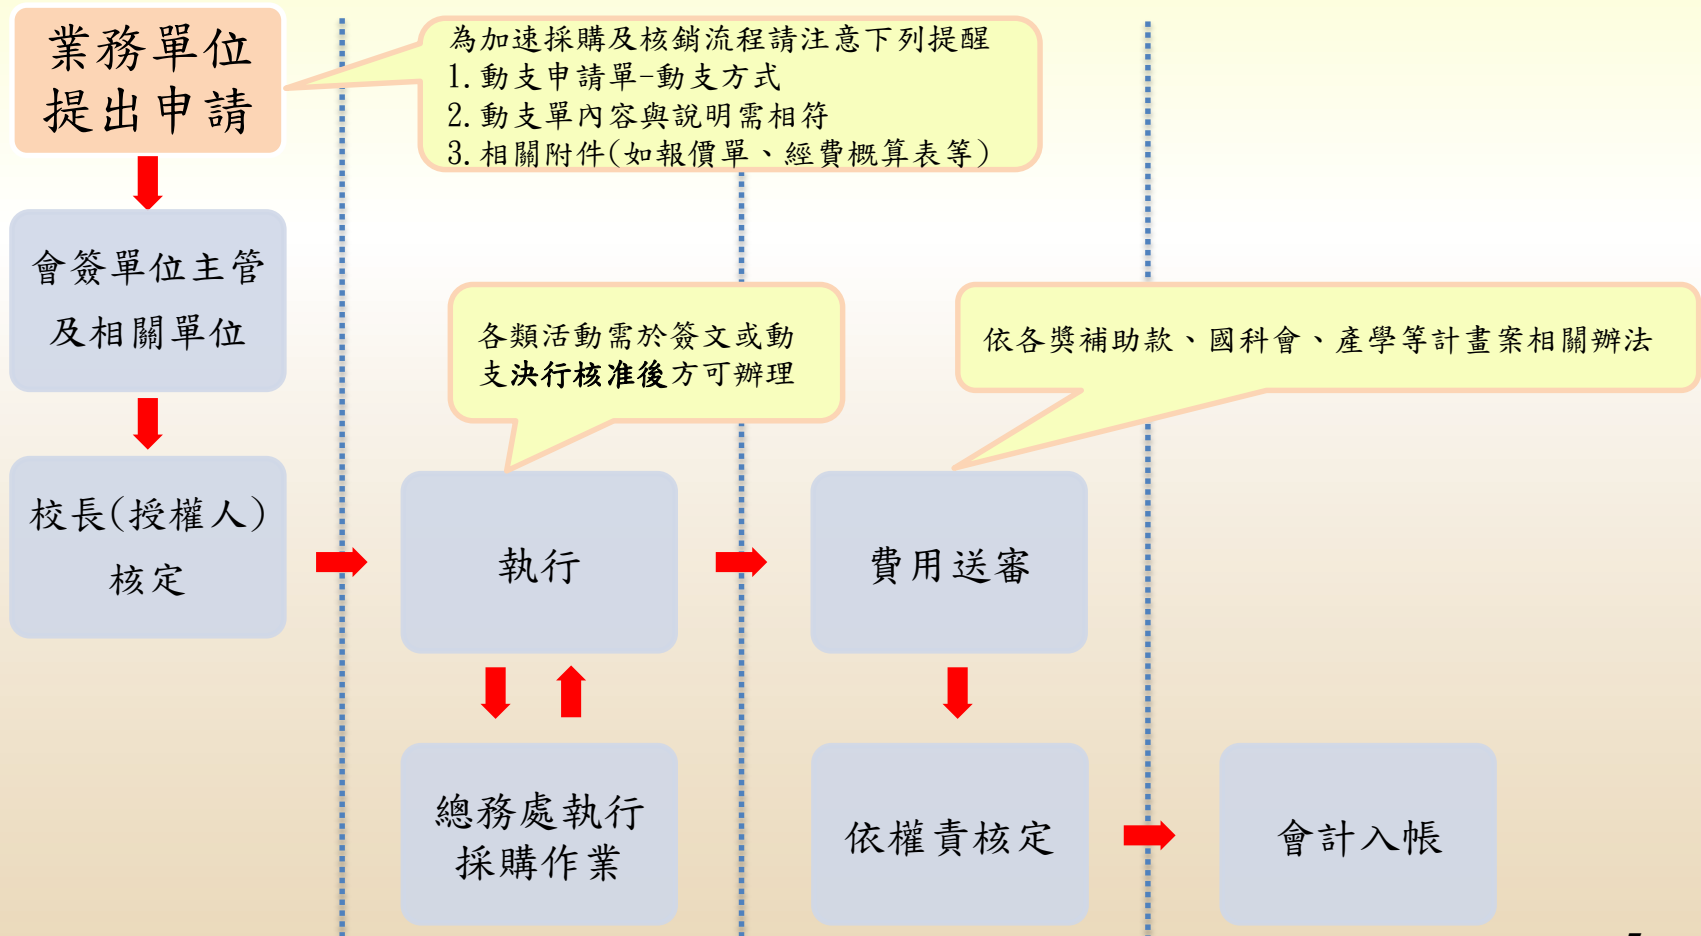 業務單位
提出申請
為加速採購及核銷流程請注意下列提醒
1.動支申請單-動支方式
2.動支單內容與說明需相符
3.相關附件(如報價單、經費概算表等)
會簽單位主管
及相關單位
各類活動需於簽文或動
支決行核准後方可辦理
依各獎補助款、國科會、產學等計畫案相關辦法
校長(授權人)
核定
執行
費用送審
總務處執行
採購作業
依權責核定
會計入帳